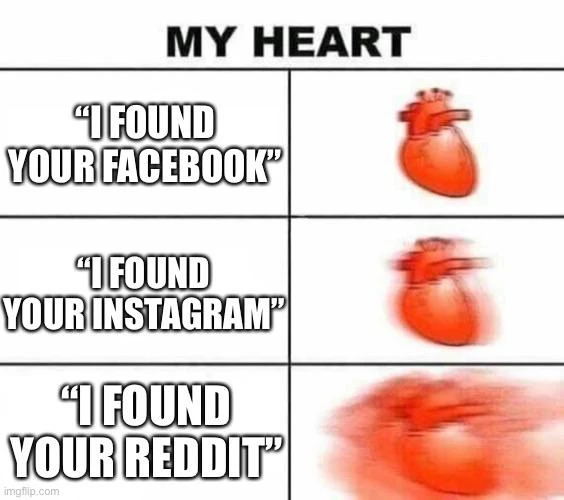 MY HEART
“I FOUND
YOUR FACEBOOK”
“I FOUND
YOUR INSTAGRAM”
“I FOUND
YOUR REDDIT”
imgflip.com